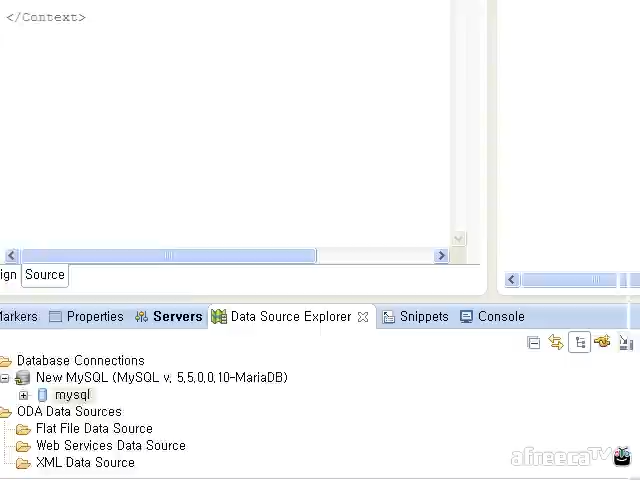 </Context>
ign Source
Markers Properties Servers Data Source Explorer Snippets Console
Database Connections
New MySQL (MySQL v. 5,5,0,0,10-MariaDB)
mysql
ODA Data Sources
Flat File Data Source
Web Services Data Source
XML Data Source
afreecaTV